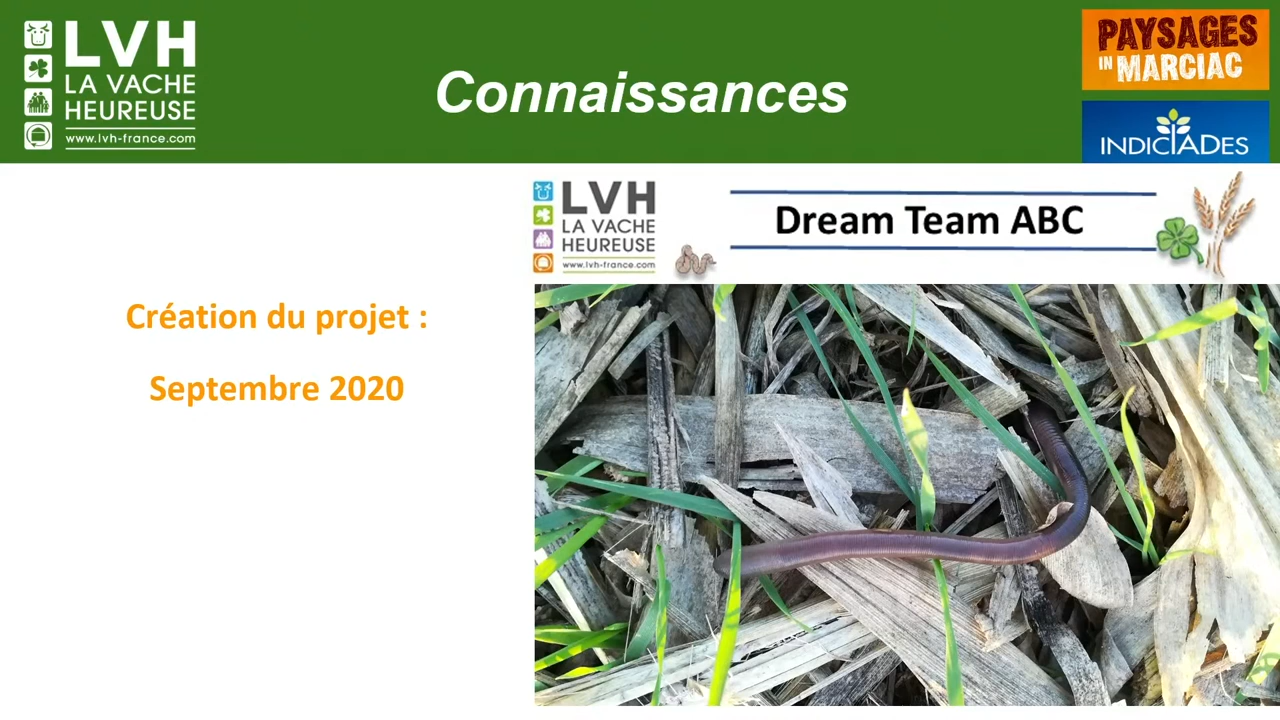 LVH
LA VACHE
HEUREUSE
www.lvh-france.com
Connaissances
PAYSAGES
IN MARCIAC
INDICIADES
LVH
LA VACHE
HEUREUSE
www.lvh-france.com
Dream Team ABC
Création du projet :
Septembre 2020